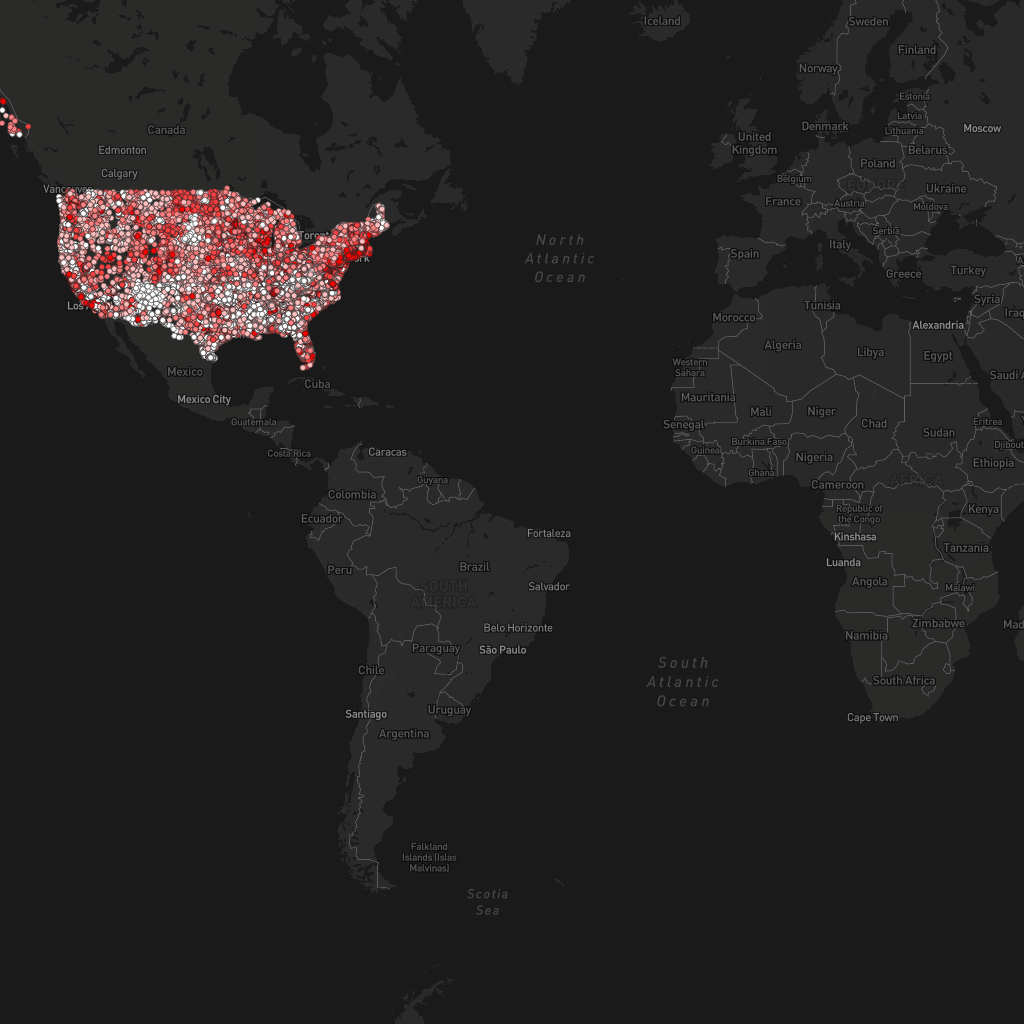 Iceland
Sweden
Finland
Norway
Estonia
Latvia
Lithuania
Denmark
Moscow
Canada
United
Kingdom
Edmonton
Belarus
Poland
Calgary
Belgium
EUROPE
Ukraine
Vancouver
France
Austria
Moldova
Serbia
North
Atlantic
Ocean
Italy
Spain
Greece
Turkey
Syria
Tunisia
Morocco
Iraq
Alexandria
Algeria
Libya
Egypt
Western
Sahara
Mexico
Saudi A
Cuba
Mauritania
Mexico City
Mali
Niger
Chad
Senegal
Guatemala
Eritrea
Sudan
Burkina Faso
Djibout
Guinea
Costa Rica
Caracas
Nigeria
Ethiopia
Ghana
Guyana
Cameroon
AFRICA
Colombia
Republic of
the Congo
Kenya
Ecuador
Fortaleza
Kinshasa
Tanzania
Luanda
Peru
Brazil
Angola
SOUTH
AMERICA
Salvador
Malawi
Belo Horizonte
Zimbabwe
Mad
Namibia
Paraguay
São Paulo
South
Atlantic
Ocean
Chile
South Africa
Santiago
Uruguay
Cape Town
Argentina
Falkland
Islands [Islas
Malvinas]
Scotia
Sea